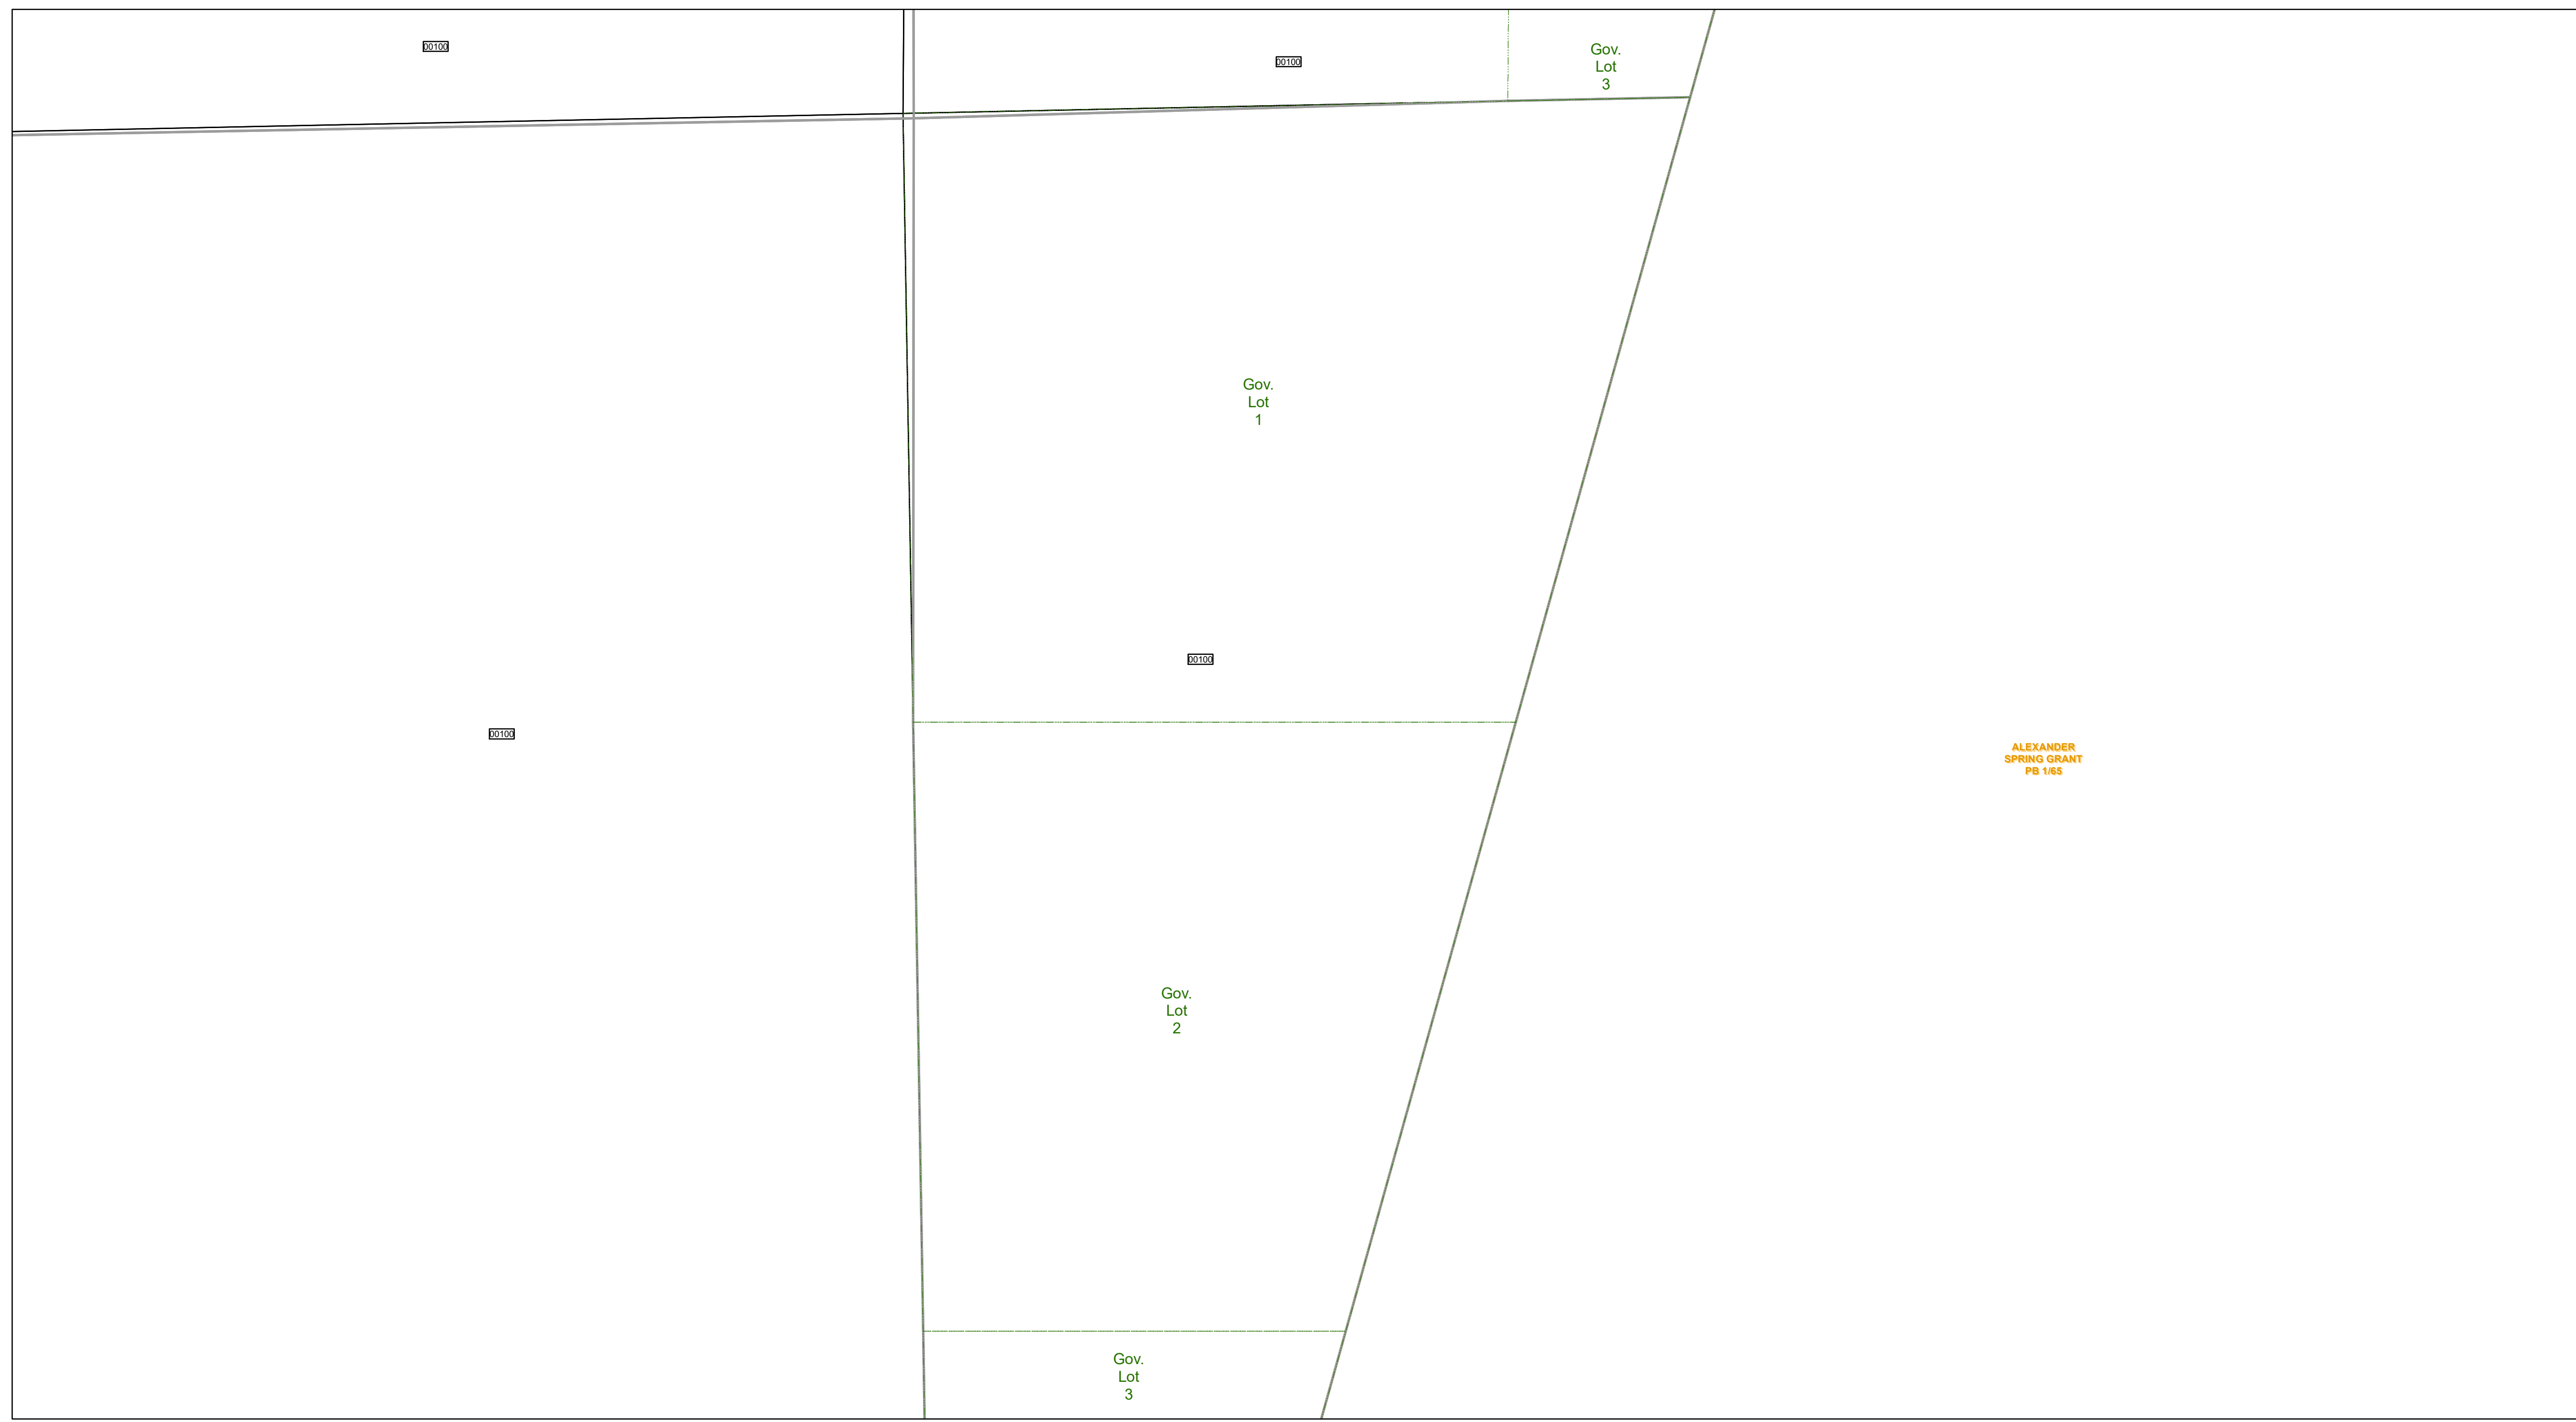 00100
00100
Gov.
Lot
3
Gov.
Lot
1
00100
00100
ALEXANDER
SPRING GRANT
PB 1/65
Gov.
Lot
2
Gov.
Lot
3